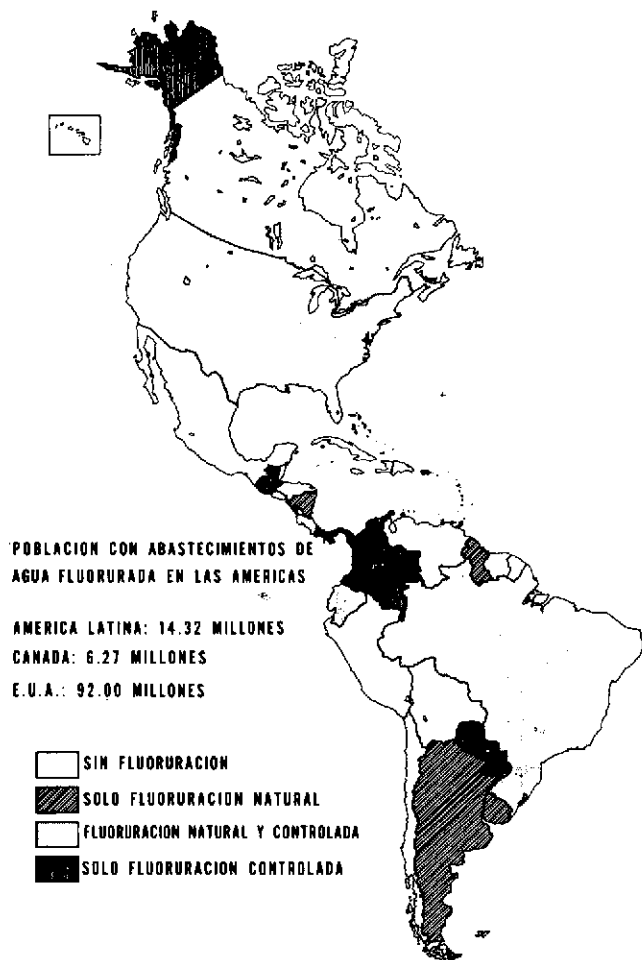 POBLACION CON ABASTECIMIENTOS DE
AGUA FLUORURADA EN LAS AMERICAS
AMERICA LATINA: 14.32 MILLONES
CANADA: 6.27 MILLONES
E.U.A.: 92.00 MILLONES
SIN FLUORURACION
SOLO FLUORURACION NATURAL
FLUORURACION NATURAL Y CONTROLADA
SOLO FLUORURACION CONTROLADA